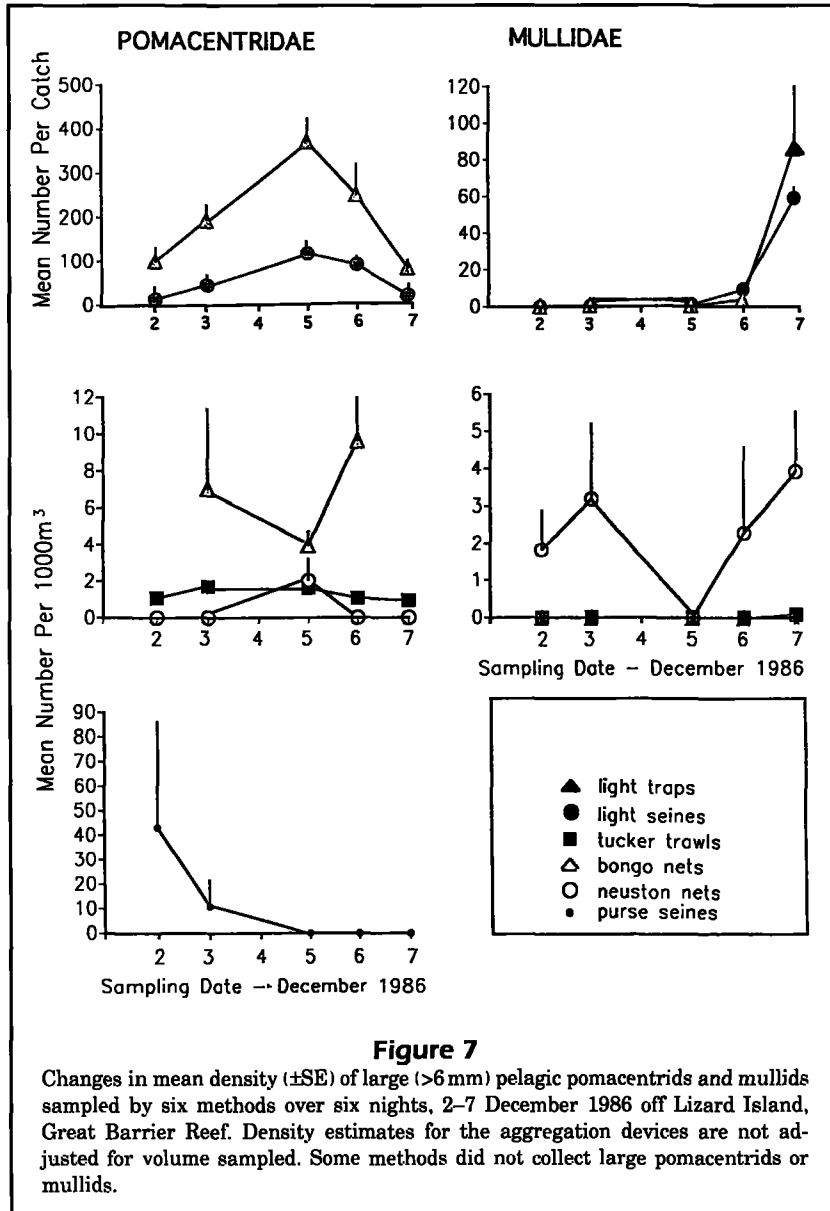 POMACENTRIDAE
MULLIDAE
Mean Number Per Catch
500
400
300
200
100
0
2 3 4 5 6 7
120
100
80
60
40
20
0
2 3 4 5 6 7
Mean Number Per 1000m³
12
10
8
6
4
2
0
2 3 4 5 6 7
6
5
4
3
2
1
0
2 3 4 5 6 7
Sampling Date - December 1986
90
80
70
60
50
40
30
20
10
0
2 3 4 5 6 7
Sampling Date - December 1986
light traps
light seines
tucker trawls
bongo nets
neuston nets
purse seines
Figure 7
Changes in mean density (±SE) of large (>6 mm) pelagic pomacentrids and mullids
sampled by six methods over six nights, 2–7 December 1986 off Lizard Island,
Great Barrier Reef. Density estimates for the aggregation devices are not ad-
justed for volume sampled. Some methods did not collect large pomacentrids or
mullids.